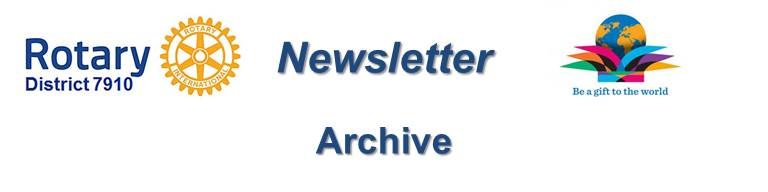 Rotary
District 7910
ROTARY
INTERNATIONAL
Newsletter
Be a gift to the world
Archive